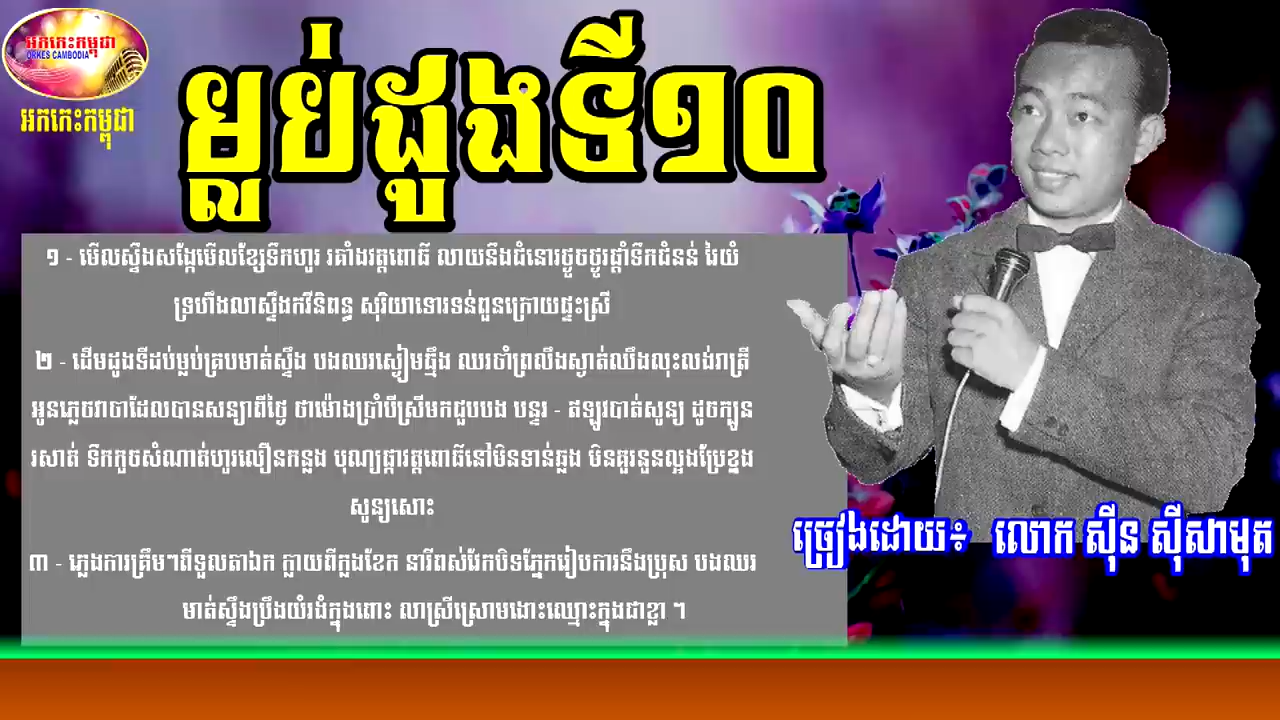 អកកេះកម្ពុជា
ORKES CAMBODIA
អកកេះកម្ពុជា
ម្លប់ដូងទី១០
១ - មើលស្ទឹងសង្កែមើលខ្សែទឹកហូរ រគាំងវត្តពោធី លាយនឹងជំនោរថ្ងួចថ្ងូរផ្ដាំទឹកជំនន់ រៃយំ
ទ្រហឹងលាស្ទឹងកវីនិពន្ធ សុរិយាទោរទន់ពួនក្រោយផ្ទះស្រី
២ - ដើមដូងទីដប់ម្លប់គ្របមាត់ស្ទឹង បងឈរស្ងៀមធ្មឹង ឈរចាំព្រលឹងស្ងាត់ឈឹងលុះលង់រាត្រី
អូនភ្លេចវាចាដែលបានសន្យាពីថ្ងៃ ថាម៉ោងប្រាំបីស្រីមកជួបបង បន្ទរ - ឥឡូវបាត់សូន្យ ដូចក្បូន
រសាត់ ទឹកកួចសំណាត់ហូរលឿនកន្លង បុណ្យផ្កាវត្តពោធីនៅមិនទាន់ឆ្លង មិនគួរនួនល្អងប្រែខ្នង
សូន្យសោះ
៣ - ភ្លេងការគ្រឹមៗពីទួលតាឯក ក្លាយពីក្លងខែក នារីពស់វែកបិទភ្នែករៀបការនឹងប្រុស បងឈរ
មាត់ស្ទឹងប្រឹងយំរងំក្នុងពោះ លាស្រីស្រោមងោះឈ្មោះក្នុងដាខ្លា ។
ច្រៀងដោយ៖ លោក ស៊ីន ស៊ីសាមុត